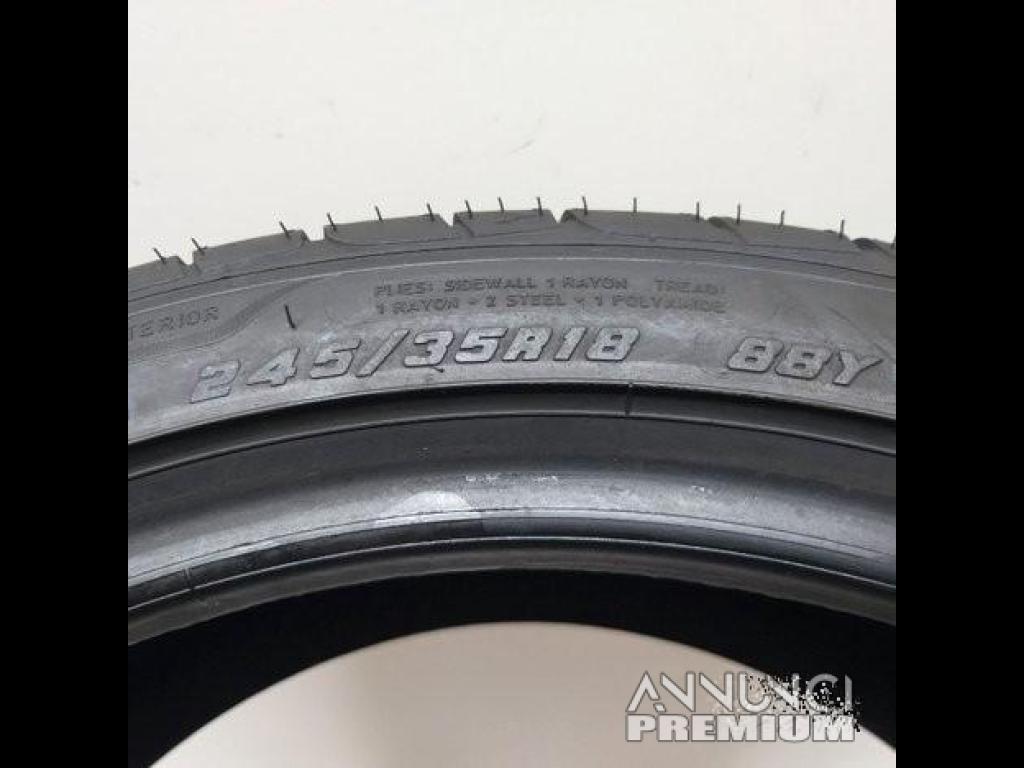 PLIES: SIDEWALL 1 RAYON TREAD:
1 RAYON + 2 STEEL + 1 POLYAMIDE
TERIOR
245/35R18 88Y
ANNUNCI
PREMIUM